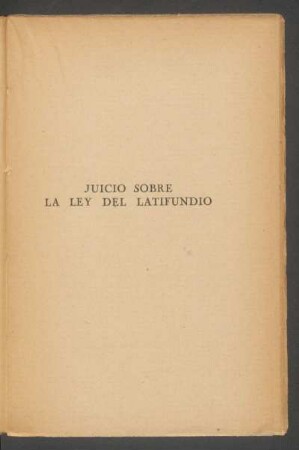 JUICIO SOBRE
LA LEY DEL LATIFUNDIO